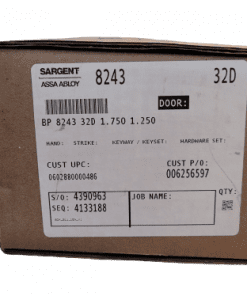 SARGENT 8243 32D
ASSA ABLOY
DOOR:
BP 8243 32D 1.750 1.250
HAND: STRIKE: KEYWAY / KEYSET: HARDWARE SET:
CUST UPC: CUST P/O:
0602880000486 006256597
S/O: 4390963 JOB NAME: QTY:
SEQ: 4133188